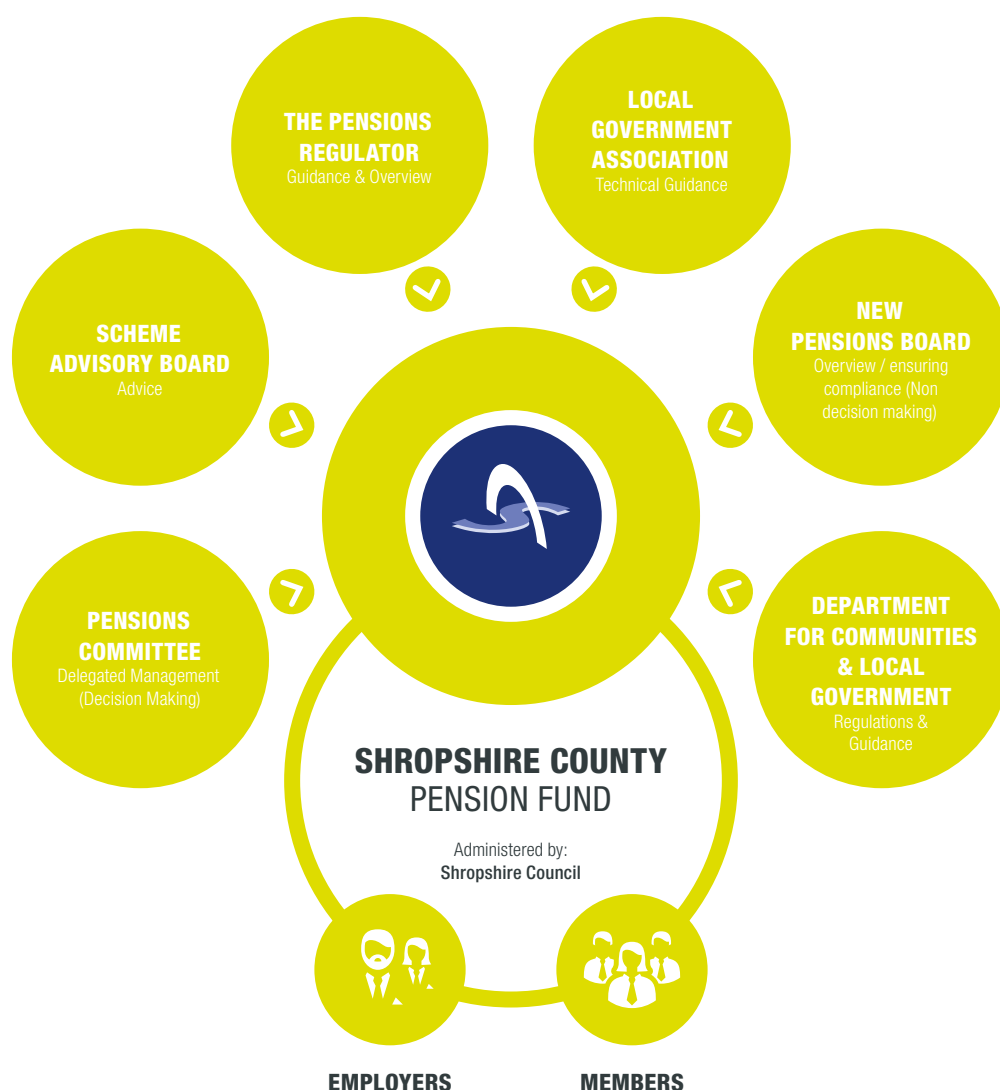 THE PENSIONS
REGULATOR
Guidance & Overview
LOCAL
GOVERNMENT
ASSOCIATION
Technical Guidance
SCHEME
ADVISORY BOARD
Advice
NEW
PENSIONS BOARD
Overview / ensuring
compliance (Non
decision making)
PENSIONS
COMMITTEE
Delegated Management
(Decision Making)
DEPARTMENT
FOR COMMUNITIES
& LOCAL
GOVERNMENT
Regulations &
Guidance
SHROPSHIRE COUNTY
PENSION FUND
Administered by:
Shropshire Council
EMPLOYERS
MEMBERS